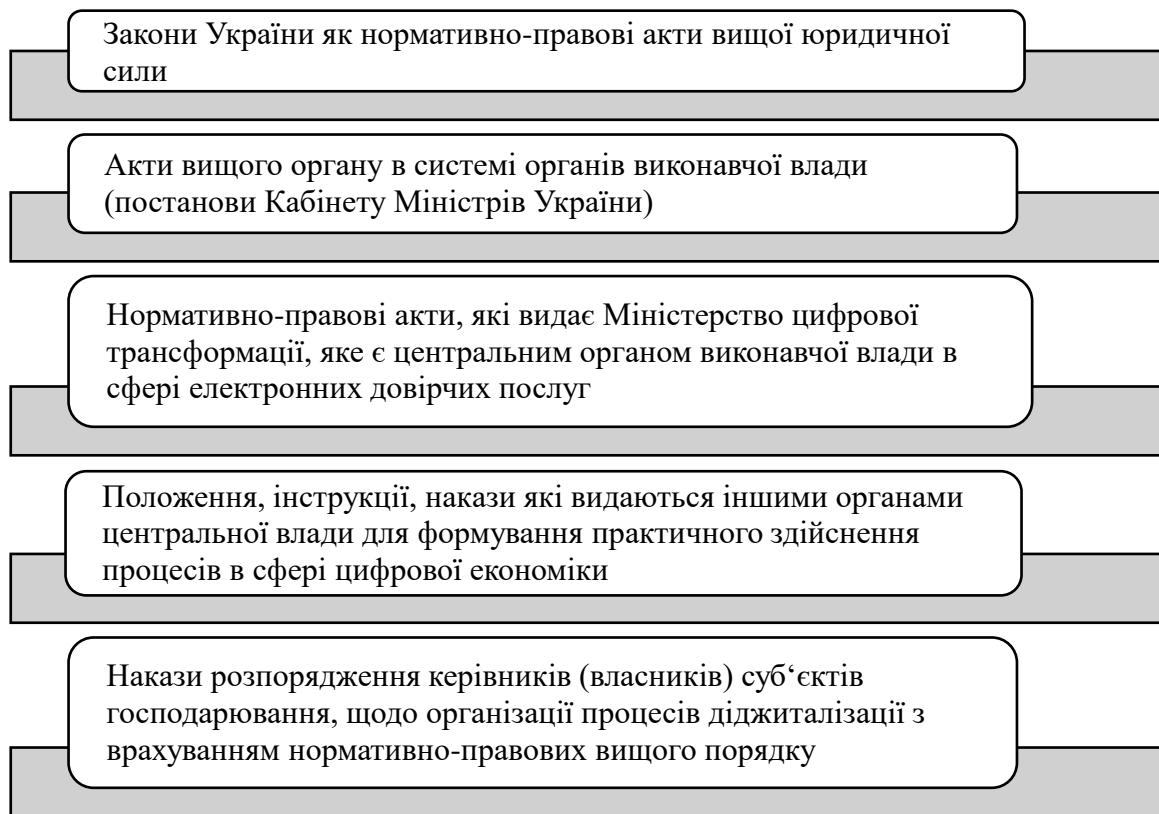 Закони України як нормативно-правові акти вищої юридичної
сили
Акти вищого органу в системі органів виконавчої влади
(постанови Кабінету Міністрів України)
Нормативно-правові акти, які видає Міністерство цифрової
трансформації, яке є центральним органом виконавчої влади в
сфері електронних довірчих послуг
Положення, інструкції, накази які видаються іншими органами
центральної влади для формування практичного здійснення
процесів в сфері цифрової економіки
Накази розпорядження керівників (власників) суб‘єктів
господарювання, щодо організації процесів діджиталізації з
врахуванням нормативно-правових вищого порядку